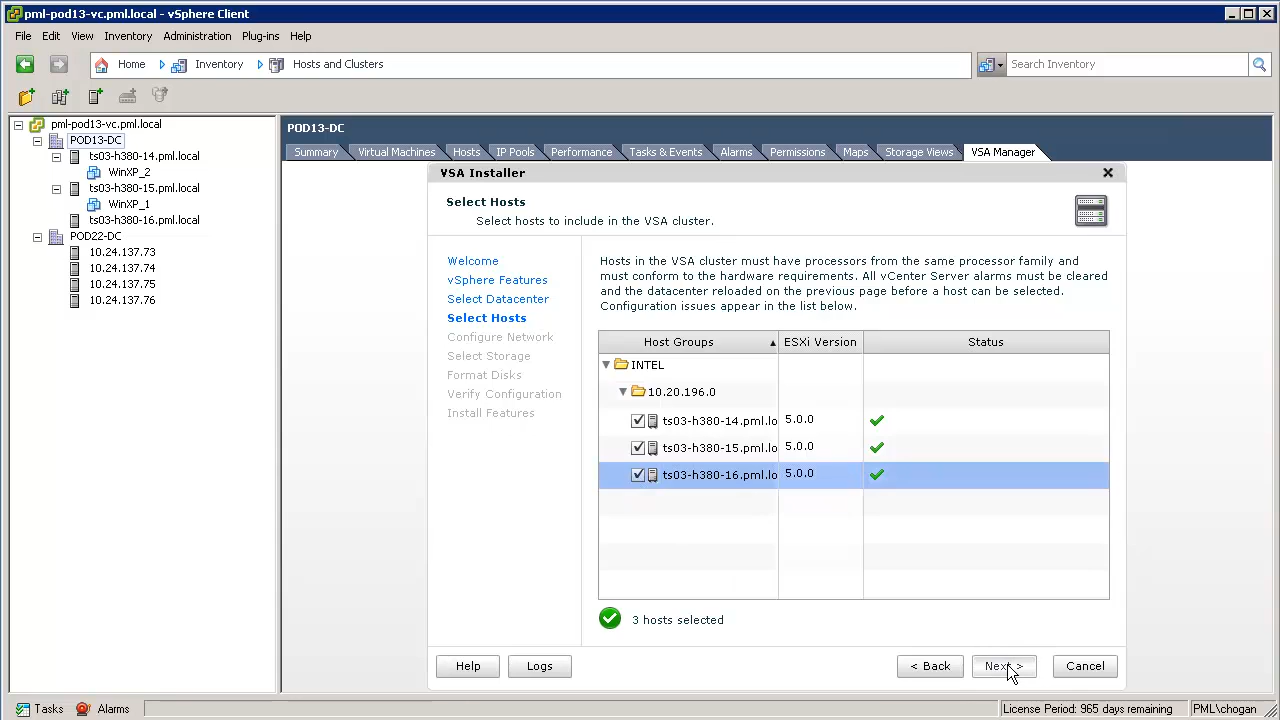 pml-pod13-vc.pml.local - vSphere Client
File Edit View Inventory Administration Plug-ins Help
Home Inventory Hosts and Clusters Search Inventory
pml-pod13-vc.pml.local
POD13-DC
ts03-h380-14.pml.local
WinXP_2
ts03-h380-15.pml.local
WinXP_1
ts03-h380-16.pml.local
POD22-DC
10.24.137.73
10.24.137.74
10.24.137.75
10.24.137.76
POD13-DC
Summary Virtual Machines Hosts IP Pools Performance Tasks & Events Alarms Permissions Maps Storage Views VSA Manager
VSA Installer
Select Hosts
Select hosts to include in the VSA cluster.
Welcome
vSphere Features
Select Datacenter
Select Hosts
Configure Network
Select Storage
Format Disks
Verify Configuration
Install Features
Hosts in the VSA cluster must have processors from the same processor family and
must conform to the hardware requirements. All vCenter Server alarms must be cleared
and the datacenter reloaded on the previous page before a host can be selected.
Configuration issues appear in the list below.
Host Groups ESXi Version Status
INTEL
10.20.196.0
ts03-h380-14.pml.lo 5.0.0
ts03-h380-15.pml.lo 5.0.0
ts03-h380-16.pml.lo 5.0.0
3 hosts selected
Help Logs < Back Next > Cancel
Tasks Alarms License Period: 965 days remaining PML\chogan